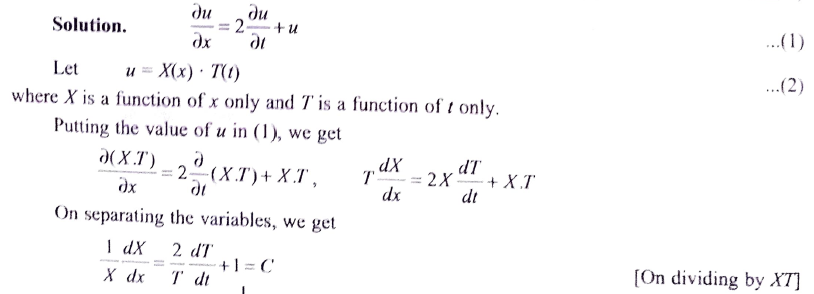 Solution. ∂u/∂x = 2 ∂u/∂t + u ...(1)
Let u = X(x) · T(t) ...(2)
where X is a function of x only and T is a function of t only.
Putting the value of u in (1), we get
∂(X.T)/∂x = 2 ∂/∂t (X.T) + X.T , T dX/dx = 2X dT/dt + X.T
On separating the variables, we get
1/X dX/dx = 2/T dT/dt + 1 = C [On dividing by XT]